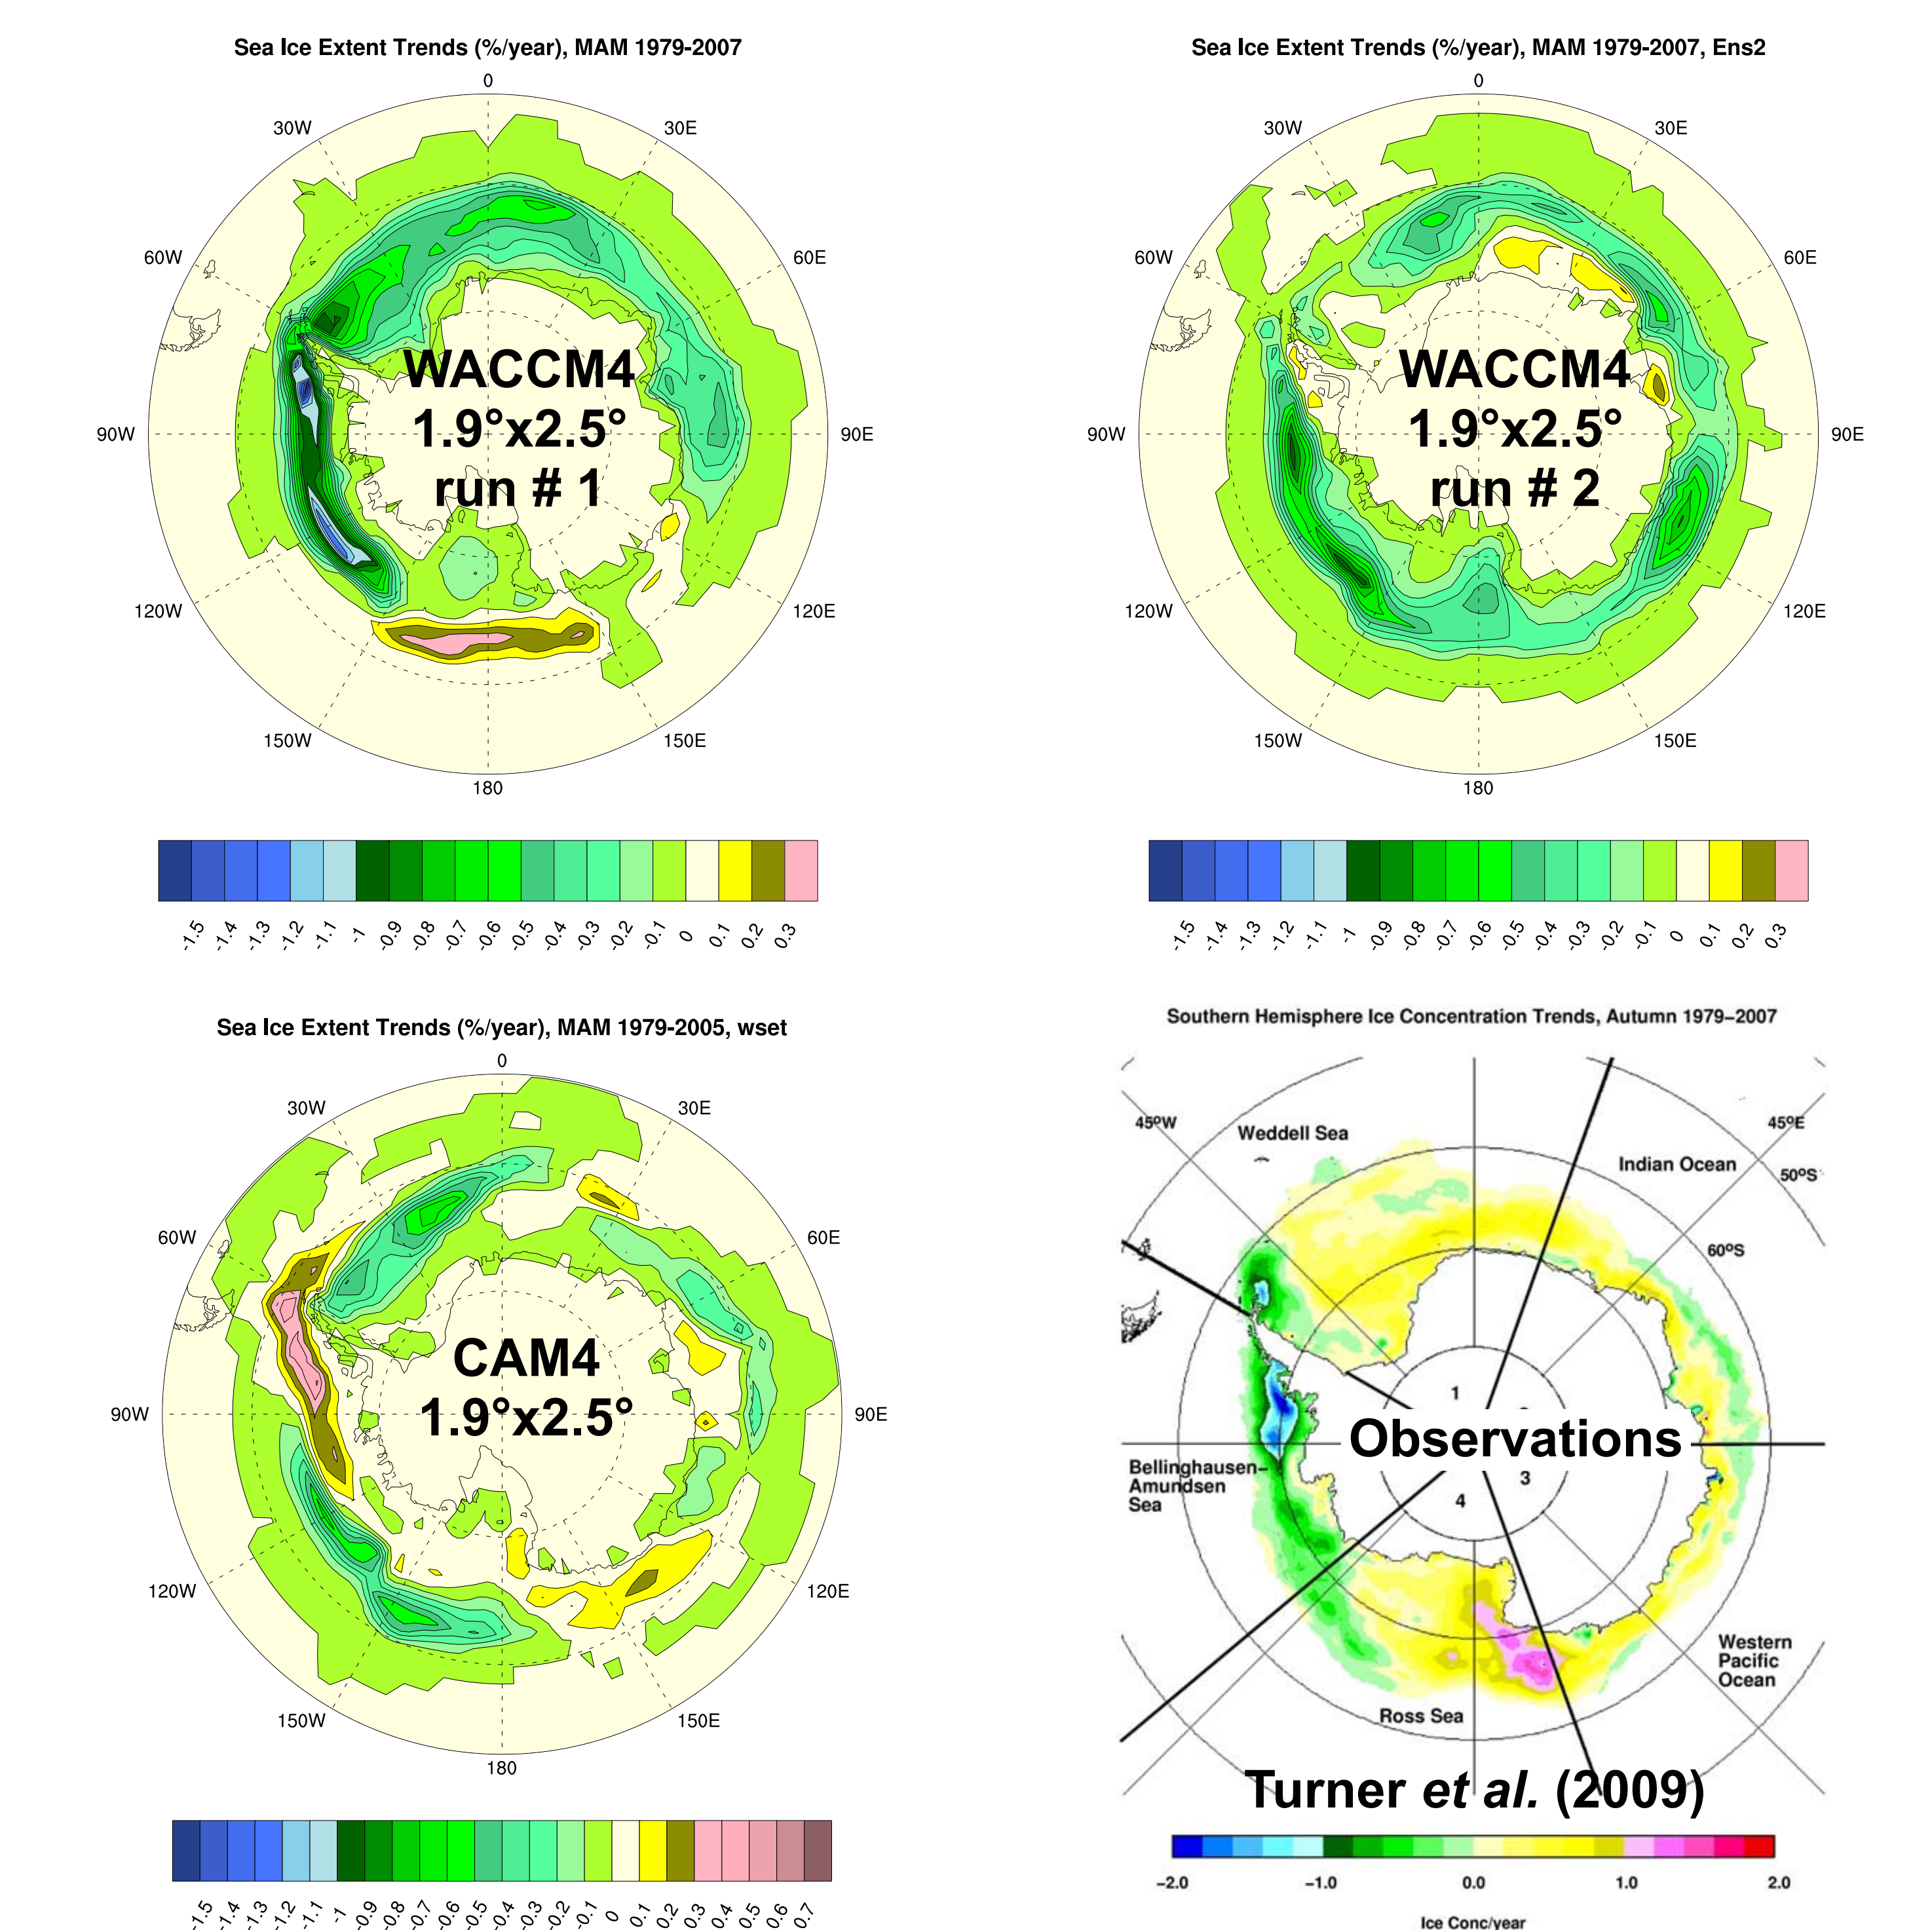 Sea Ice Extent Trends (%/year), MAM 1979-2007
0
30W
30E
60W
60E
WACCM4
1.9°x2.5°
run # 1
90W
90E
120W
120E
150W
150E
180
-1.5 -1.4 -1.3 -1.2 -1.1 -1 -0.9 -0.8 -0.7 -0.6 -0.5 -0.4 -0.3 -0.2 -0.1 0 0.1 0.2 0.3
Sea Ice Extent Trends (%/year), MAM 1979-2007, Ens2
0
30W
30E
60W
60E
WACCM4
1.9°x2.5°
run # 2
90W
90E
120W
120E
150W
150E
180
-1.5 -1.4 -1.3 -1.2 -1.1 -1 -0.9 -0.8 -0.7 -0.6 -0.5 -0.4 -0.3 -0.2 -0.1 0 0.1 0.2 0.3
Sea Ice Extent Trends (%/year), MAM 1979-2005, wset
0
30W
30E
60W
60E
CAM4
1.9°x2.5°
90W
90E
120W
120E
150W
150E
180
-1.5 -1.4 -1.3 -1.2 -1.1 -1 -0.9 -0.8 -0.7 -0.6 -0.5 -0.4 -0.3 -0.2 -0.1 0 0.1 0.2 0.3 0.4 0.5 0.6 0.7
Southern Hemisphere Ice Concentration Trends, Autumn 1979–2007
45ºW
45ºE
Weddell Sea
Indian Ocean
50ºS
60ºS
1
Observations
Bellinghausen–
Amundsen
Sea
3
4
Western
Pacific
Ocean
Ross Sea
Turner et al. (2009)
−2.0 −1.0 0.0 1.0 2.0
Ice Conc/year